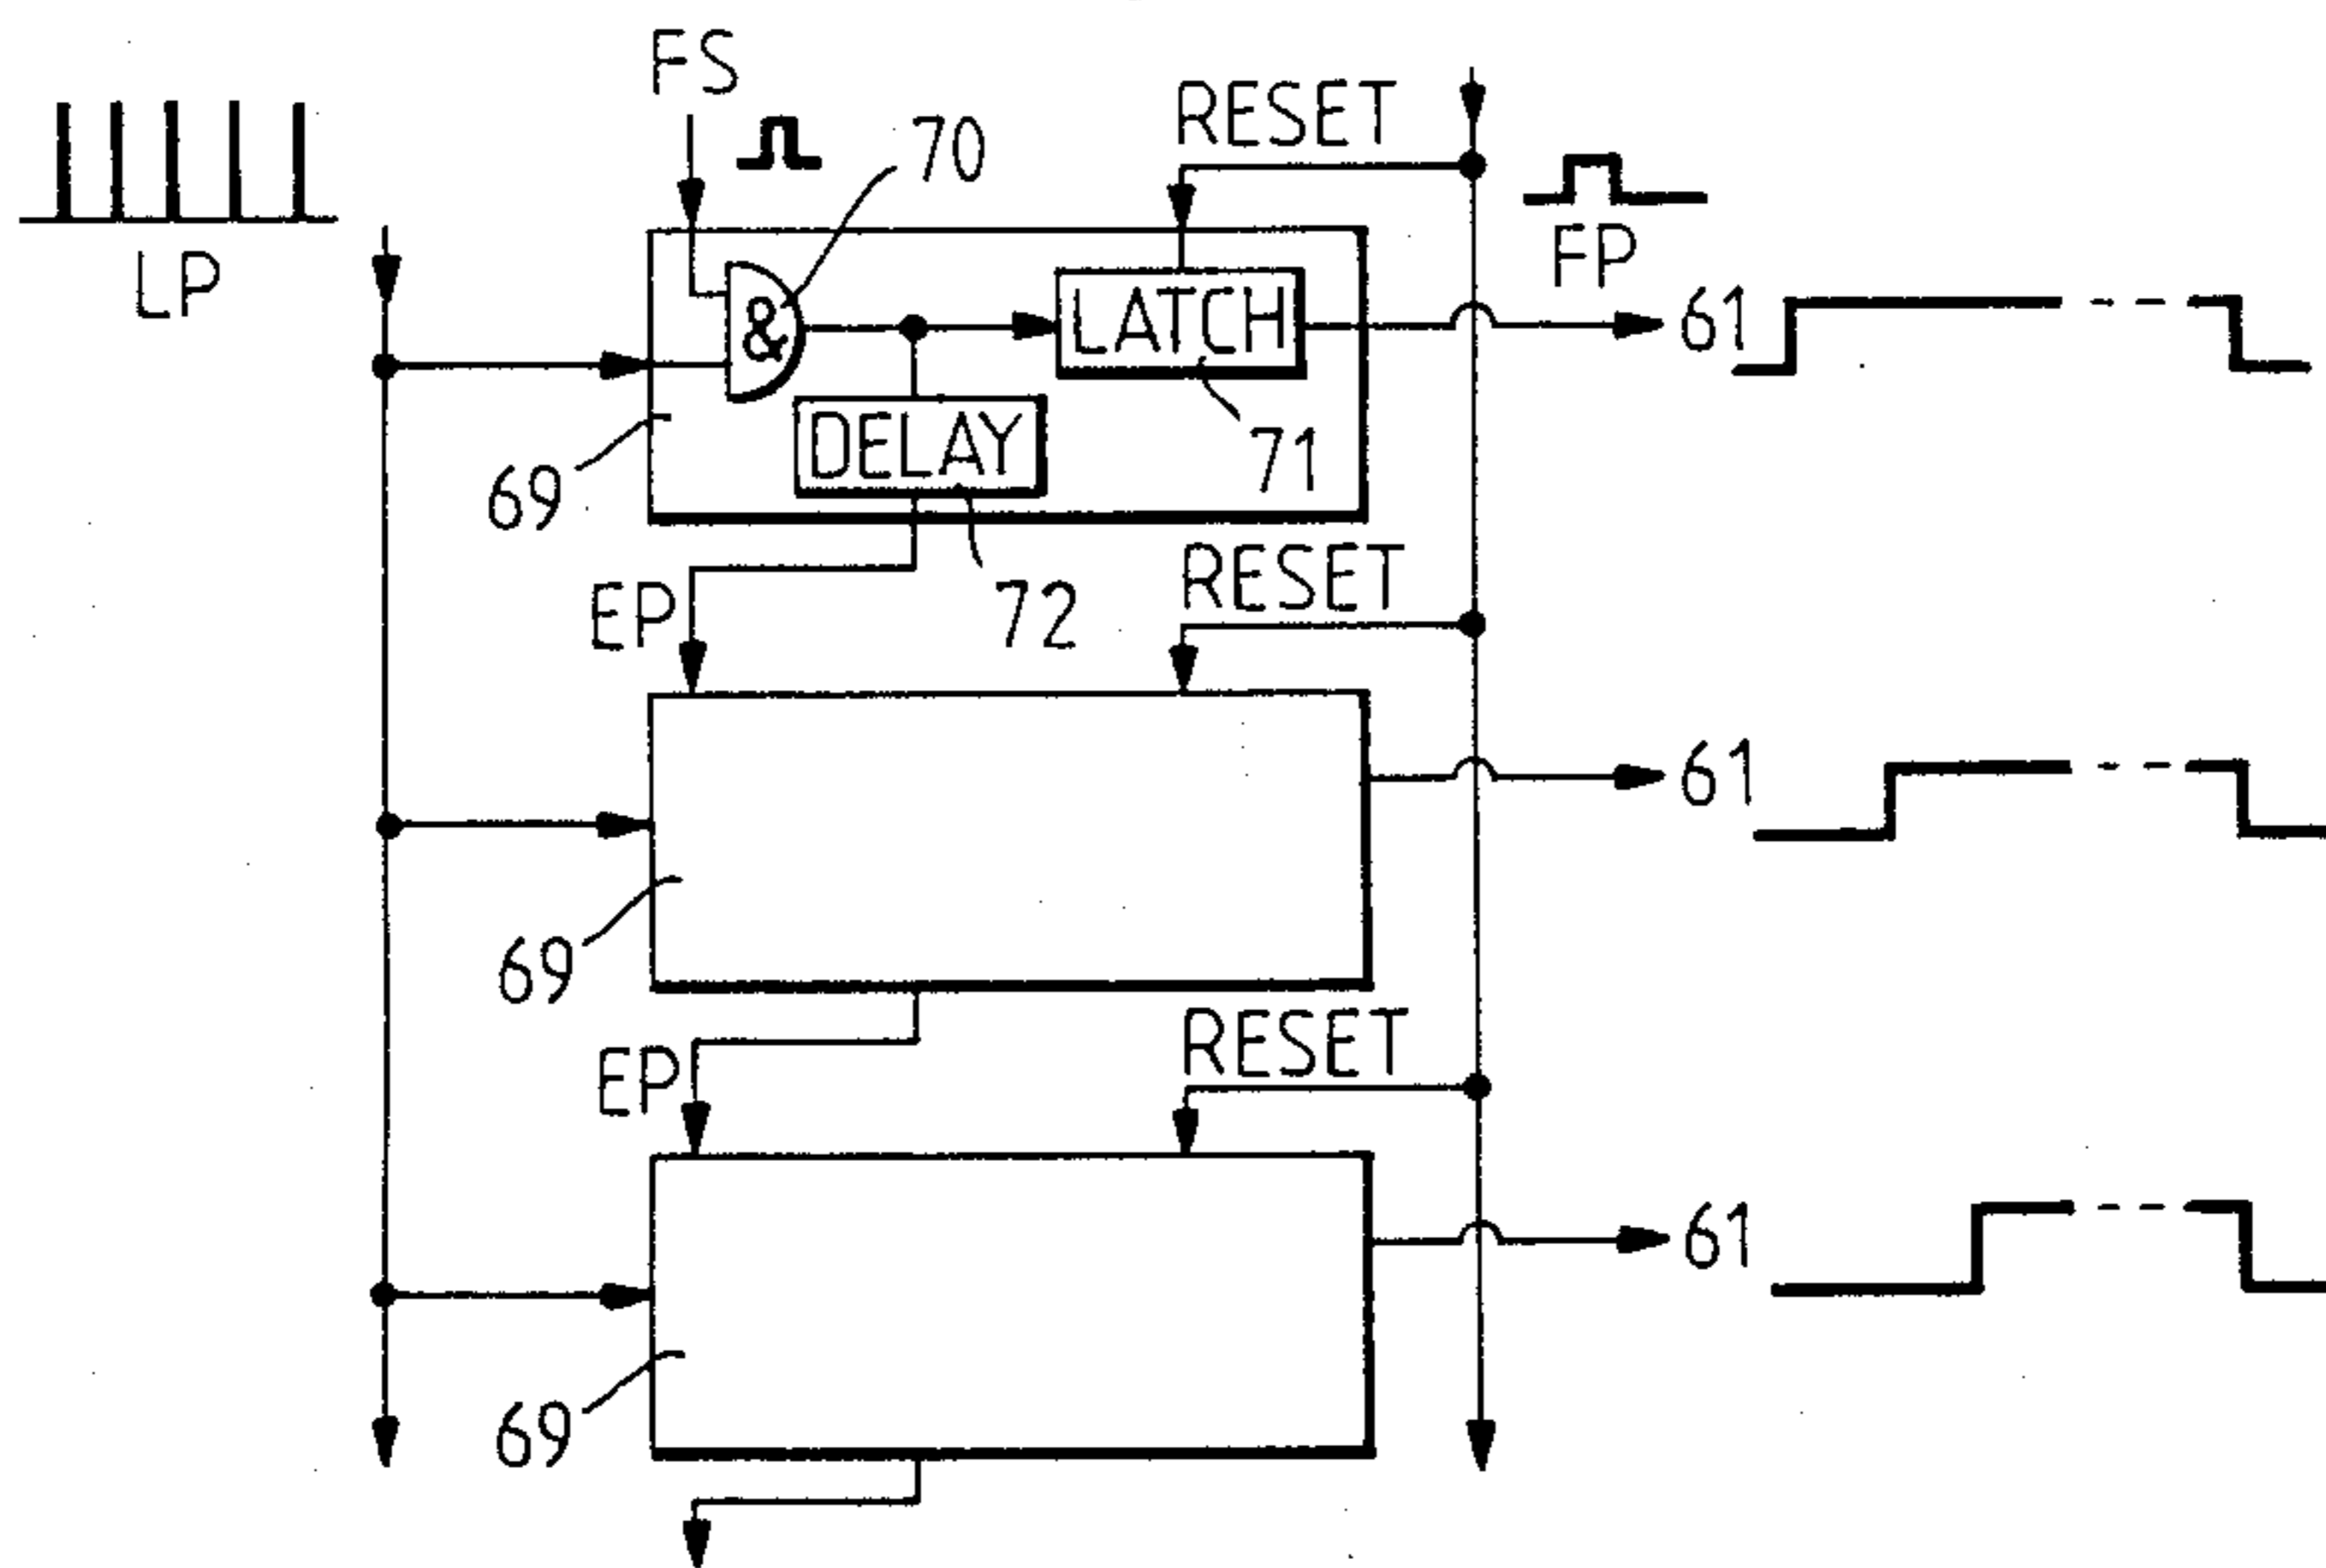 FS
RESET
70
LP
FP
&
LATCH
61
DELAY
71
69
72
EP
RESET
61
69
EP
RESET
61
69